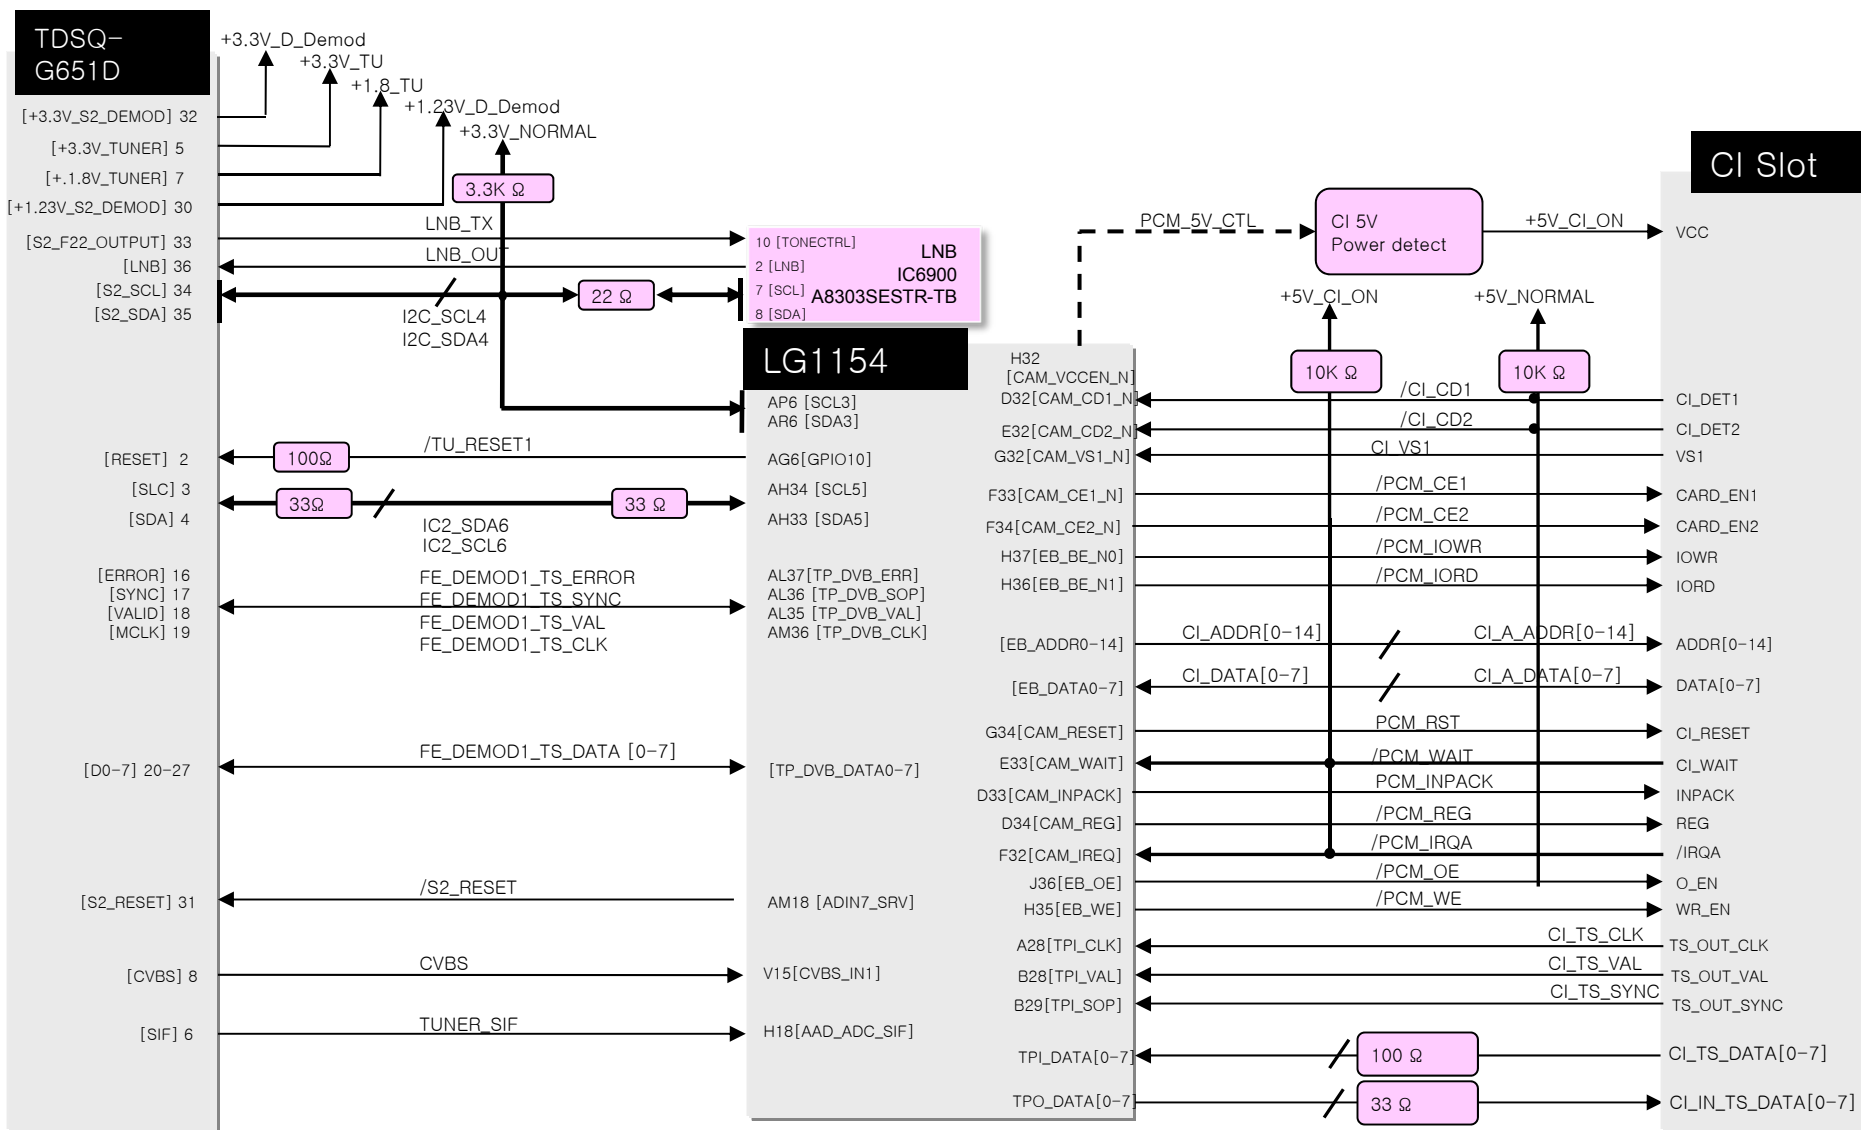 TDSQ-
G651D
+3.3V_D_Demod
+3.3V_TU
+1.8_TU
+1.23V_D_Demod
+3.3V_NORMAL
[+3.3V_S2_DEMOD] 32
[+3.3V_TUNER] 5
[+.1.8V_TUNER] 7
[+1.23V_S2_DEMOD] 30
[S2_F22_OUTPUT] 33
[LNB] 36
[S2_SCL] 34
[S2_SDA] 35
[RESET] 2
[SLC] 3
[SDA] 4
[ERROR] 16
[SYNC] 17
[VALID] 18
[MCLK] 19
[D0-7] 20-27
[S2_RESET] 31
[CVBS] 8
[SIF] 6
3.3K Ω
LNB_TX
LNB_OUT
22 Ω
I2C_SCL4
I2C_SDA4
/TU_RESET1
100Ω
33Ω
33 Ω
IC2_SDA6
IC2_SCL6
FE_DEMOD1_TS_ERROR
FE_DEMOD1_TS_SYNC
FE_DEMOD1_TS_VAL
FE_DEMOD1_TS_CLK
FE_DEMOD1_TS_DATA [0-7]
/S2_RESET
CVBS
TUNER_SIF
10 [TONECTRL]
2 [LNB]
7 [SCL]
8 [SDA]
LNB
IC6900
A8303SESTR-TB
LG1154
AP6 [SCL3]
AR6 [SDA3]
AG6[GPIO10]
AH34 [SCL5]
AH33 [SDA5]
AL37[TP_DVB_ERR]
AL36 [TP_DVB_SOP]
AL35 [TP_DVB_VAL]
AM36 [TP_DVB_CLK]
[TP_DVB_DATA0-7]
AM18 [ADIN7_SRV]
V15[CVBS_IN1]
H18[AAD_ADC_SIF]
H32
[CAM_VCCEN_N]
D32[CAM_CD1_N]
E32[CAM_CD2_N]
G32[CAM_VS1_N]
F33[CAM_CE1_N]
F34[CAM_CE2_N]
H37[EB_BE_N0]
H36[EB_BE_N1]
[EB_ADDR0-14]
[EB_DATA0-7]
G34[CAM_RESET]
E33[CAM_WAIT]
D33[CAM_INPACK]
D34[CAM_REG]
F32[CAM_IREQ]
J36[EB_OE]
H35[EB_WE]
A28[TPI_CLK]
B28[TPI_VAL]
B29[TPI_SOP]
TPI_DATA[0-7]
TPO_DATA[0-7]
PCM_5V_CTL
CI 5V
Power detect
+5V_CI_ON
+5V_CI_ON
+5V_NORMAL
10K Ω
10K Ω
/CI_CD1
/CI_CD2
CI_VS1
/PCM_CE1
/PCM_CE2
/PCM_IOWR
/PCM_IORD
CI_ADDR[0-14]
CI_A_ADDR[0-14]
CI_DATA[0-7]
CI_A_DATA[0-7]
PCM_RST
/PCM_WAIT
PCM_INPACK
/PCM_REG
/PCM_IRQA
/PCM_OE
/PCM_WE
CI_TS_CLK
CI_TS_VAL
CI_TS_SYNC
100 Ω
33 Ω
CI Slot
VCC
CI_DET1
CI_DET2
VS1
CARD_EN1
CARD_EN2
IOWR
IORD
ADDR[0-14]
DATA[0-7]
CI_RESET
CI_WAIT
INPACK
REG
/IRQA
O_EN
WR_EN
TS_OUT_CLK
TS_OUT_VAL
TS_OUT_SYNC
CI_TS_DATA[0-7]
CI_IN_TS_DATA[0-7]